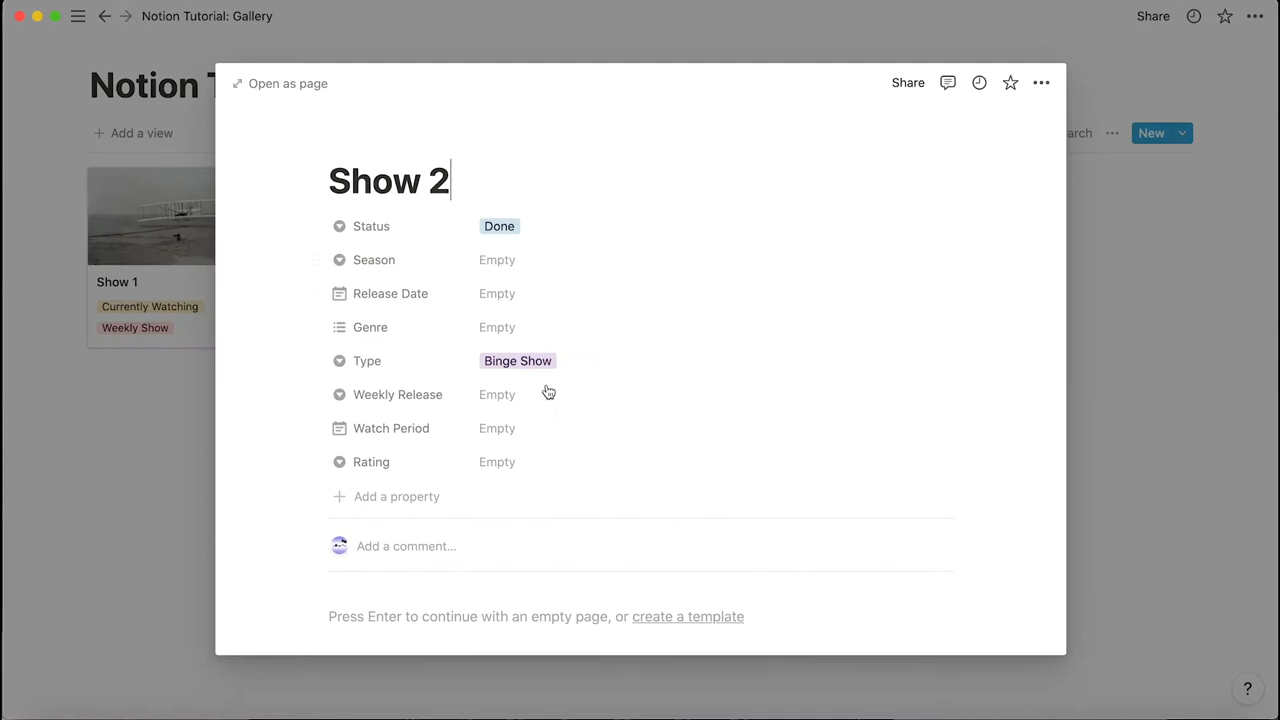 Notion Tutorial: Gallery
Share
Notion T
Add a view
arch
New
Show 1
Currently Watching
Weekly Show
Open as page
Share
Show 2
Status Done
Season Empty
Release Date Empty
Genre Empty
Type Binge Show
Weekly Release Empty
Watch Period Empty
Rating Empty
Add a property
Add a comment...
Press Enter to continue with an empty page, or create a template
?